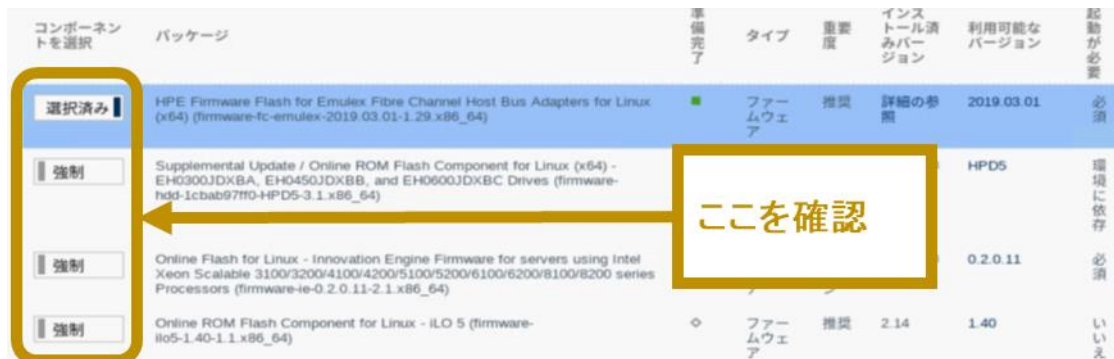 コンポーネン
トを選択
パッケージ
準
備
完
了
タイプ
重要
度
インス
トール済
みバー
ジョン
利用可能な
バージョン
起
動
が
必
要
選択済み
HPE Firmware Flash for Emulex Fibre Channel Host Bus Adapters for Linux
(x64) (firmware-fc-emulex-2019.03.01-1.29.x86_64)
ファー
ムウェ
ア
推奨
詳細の参
照
2019.03.01
必
須
強制
Supplemental Update / Online ROM Flash Component for Linux (x64) -
EH0300JDXBA, EH0450JDXBB, and EH0600JDXBC Drives (firmware-
hdd-1cbab97ff0-HPD5-3.1.x86_64)
HPD5
環
境
に
依
存
ここを確認
強制
Online Flash for Linux - Innovation Engine Firmware for servers using Intel
Xeon Scalable 3100/3200/4100/4200/5100/5200/6100/6200/8100/8200 series
Processors (firmware-ie-0.2.0.11-2.1.x86_64)
0.2.0.11
必
須
強制
Online ROM Flash Component for Linux - iLO 5 (firmware-
ilo5-1.40-1.1.x86_64)
ファー
ムウェ
ア
推奨
2.14
1.40
い
い
え